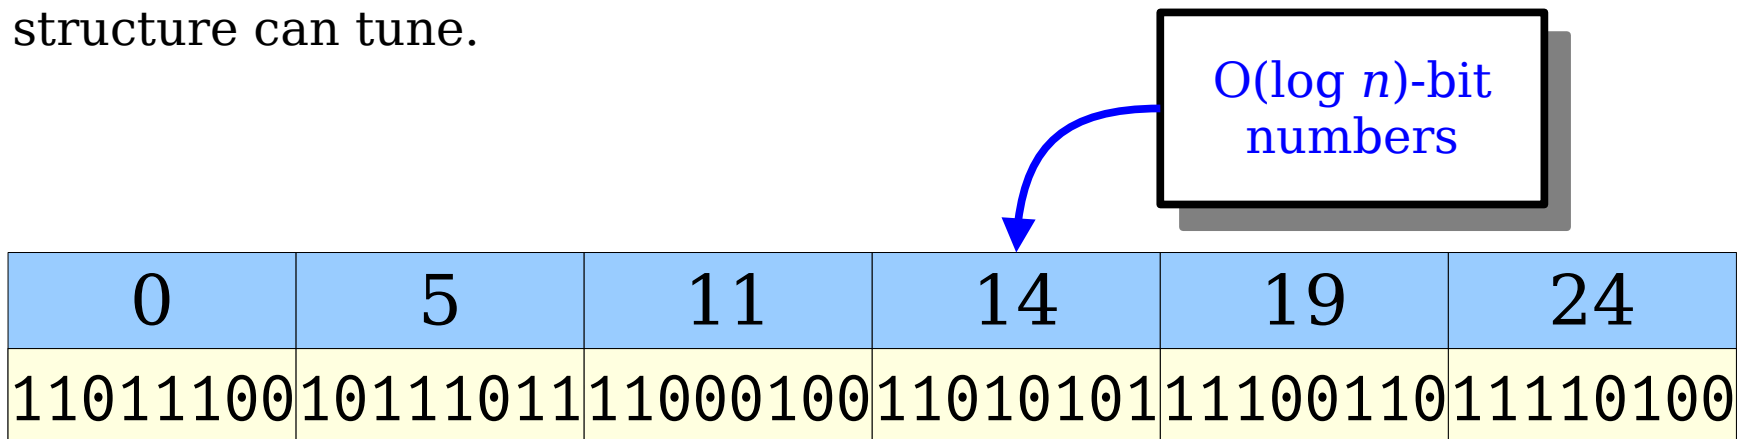 structure can tune.
O(log n)-bit
numbers
0 5 11 14 19 24
11011100 10111011 11000100 11010101 11100110 11110100